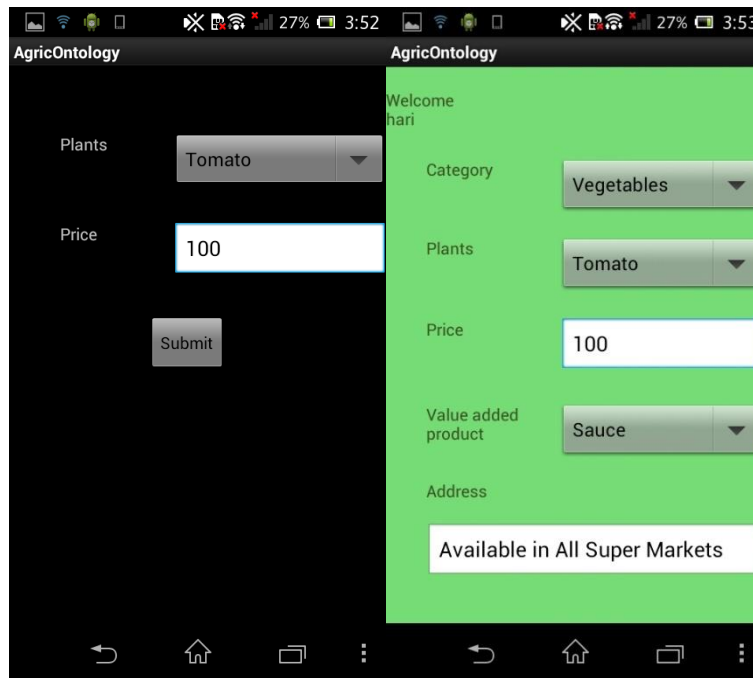 27% 3:52
AgricOntology
Plants
Tomato
Price
100
Submit
27% 3:53
AgricOntology
Welcome
hari
Category
Vegetables
Plants
Tomato
Price
100
Value added
product
Sauce
Address
Available in All Super Markets